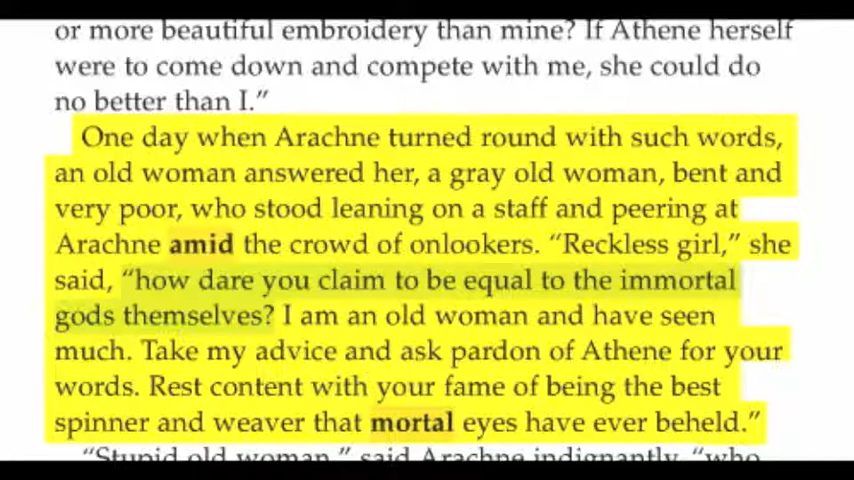 or more beautiful embroidery than mine? If Athene herself
were to come down and compete with me, she could do
no better than I.”
One day when Arachne turned round with such words,
an old woman answered her, a gray old woman, bent and
very poor, who stood leaning on a staff and peering at
Arachne amid the crowd of onlookers. “Reckless girl,” she
said, “how dare you claim to be equal to the immortal
gods themselves? I am an old woman and have seen
much. Take my advice and ask pardon of Athene for your
words. Rest content with your fame of being the best
spinner and weaver that mortal eyes have ever beheld.”
“Stupid old woman,” said Arachne indignantly, “who